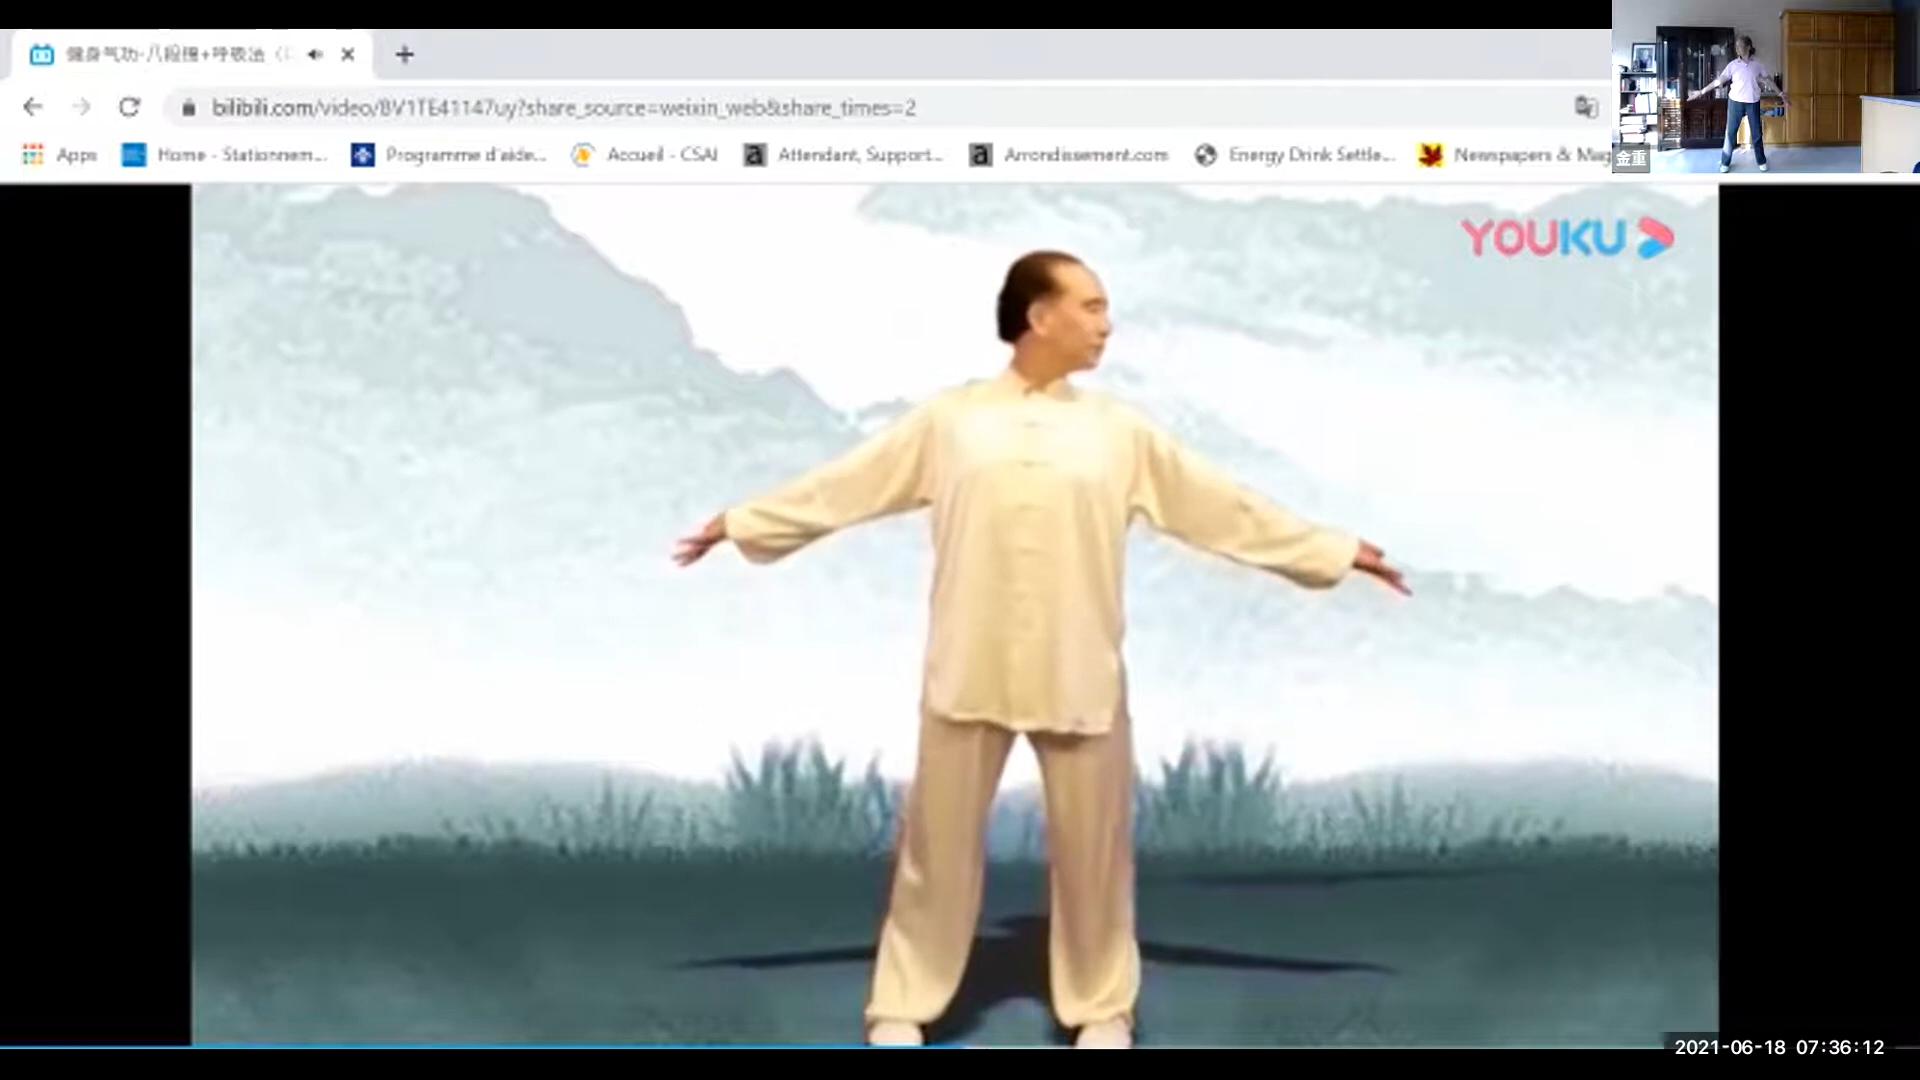 健身气功-八段锦+呼吸法
bilibili.com/video/BV1TE41147uy?share_source=weixin_web&share_times=2
Apps
Home - Stationnem...
Programme d'aide...
Accueil - CSAI
Attendant, Support...
Arrondissement.com
Energy Drink Settle...
Newspapers & Mag
金重
YOUKU
2021-06-18 07:36:12